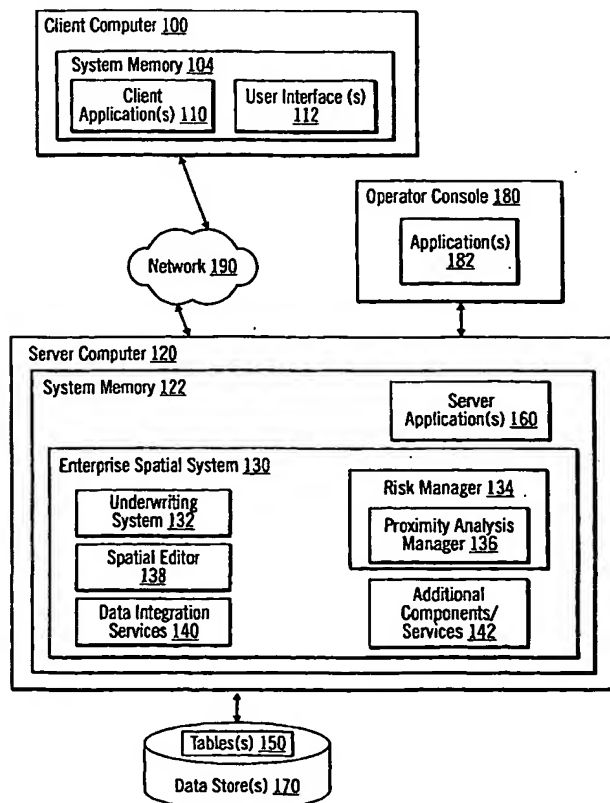 Client Computer 100
System Memory 104
Client
Application(s) 110
User Interface (s)
112
Operator Console 180
Application(s)
182
Network 190
Server Computer 120
System Memory 122
Server
Application(s) 160
Enterprise Spatial System 130
Underwriting
System 132
Risk Manager 134
Proximity Analysis
Manager 136
Spatial Editor
138
Data Integration
Services 140
Additional
Components/
Services 142
Tables(s) 150
Data Store(s) 170